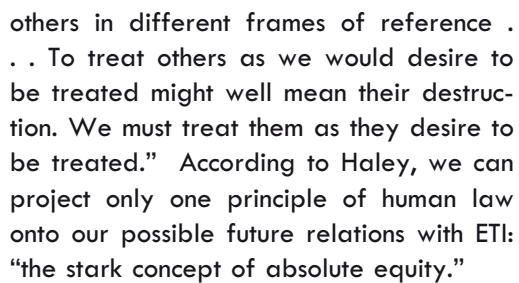 others in different frames of reference .
. . To treat others as we would desire to
be treated might well mean their destruc-
tion. We must treat them as they desire to
be treated.”  According to Haley, we can
project only one principle of human law
onto our possible future relations with ETI:
“the stark concept of absolute equity.”